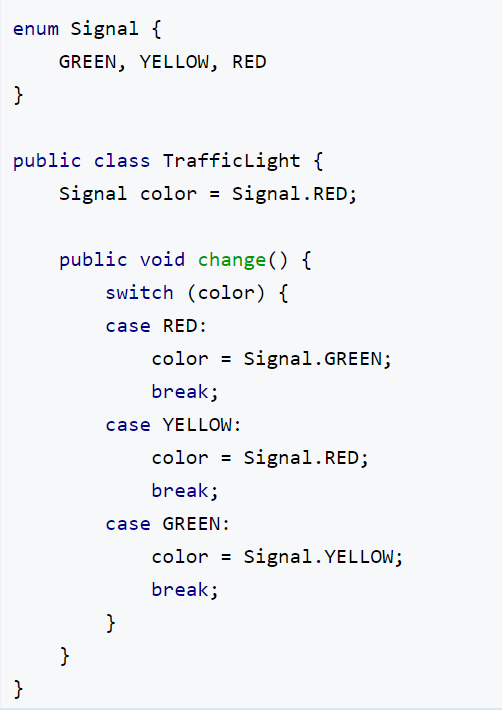 enum Signal {
    GREEN, YELLOW, RED
}

public class TrafficLight {
    Signal color = Signal.RED;

    public void change() {
        switch (color) {
        case RED:
            color = Signal.GREEN;
            break;
        case YELLOW:
            color = Signal.RED;
            break;
        case GREEN:
            color = Signal.YELLOW;
            break;
        }
    }
}